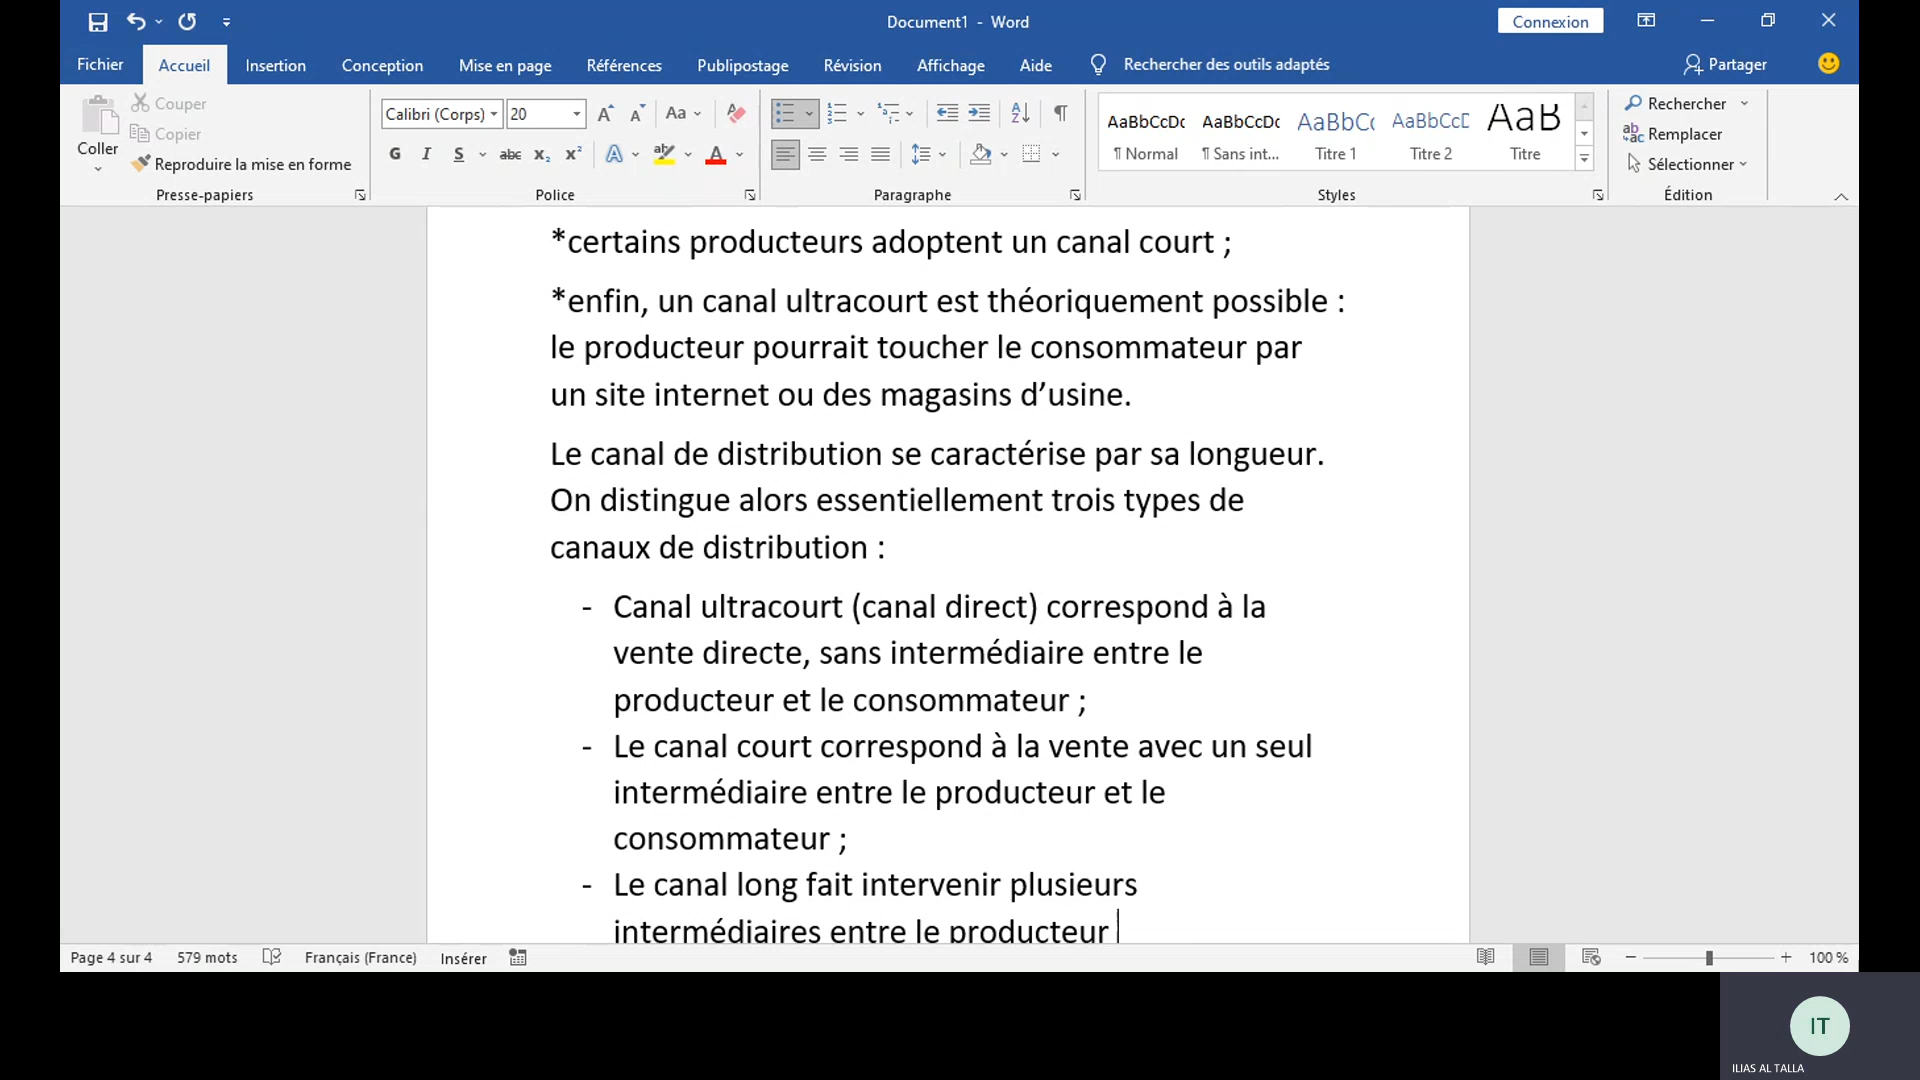 Document1 - Word
Connexion
Fichier
Accueil
Insertion
Conception
Mise en page
Références
Publipostage
Révision
Affichage
Aide
Rechercher des outils adaptés
Partager
Coller
Couper
Copier
Reproduire la mise en forme
Presse-papiers
Calibri (Corps)
20
Aa
G I S abc x₂ x²
Police
Paragraphe
AaBbCcDc
¶ Normal
AaBbCcDc
¶ Sans int...
AaBbCc
Titre 1
AaBbCcD
Titre 2
AaB
Titre
Styles
Rechercher
Remplacer
Sélectionner
Édition
*certains producteurs adoptent un canal court ;
*enfin, un canal ultracourt est théoriquement possible :
le producteur pourrait toucher le consommateur par
un site internet ou des magasins d’usine.
Le canal de distribution se caractérise par sa longueur.
On distingue alors essentiellement trois types de
canaux de distribution :
- Canal ultracourt (canal direct) correspond à la
vente directe, sans intermédiaire entre le
producteur et le consommateur ;
- Le canal court correspond à la vente avec un seul
intermédiaire entre le producteur et le
consommateur ;
- Le canal long fait intervenir plusieurs
intermédiaires entre le producteur
Page 4 sur 4
579 mots
Français (France)
Insérer
100 %
IT
ILIAS AL TALLA